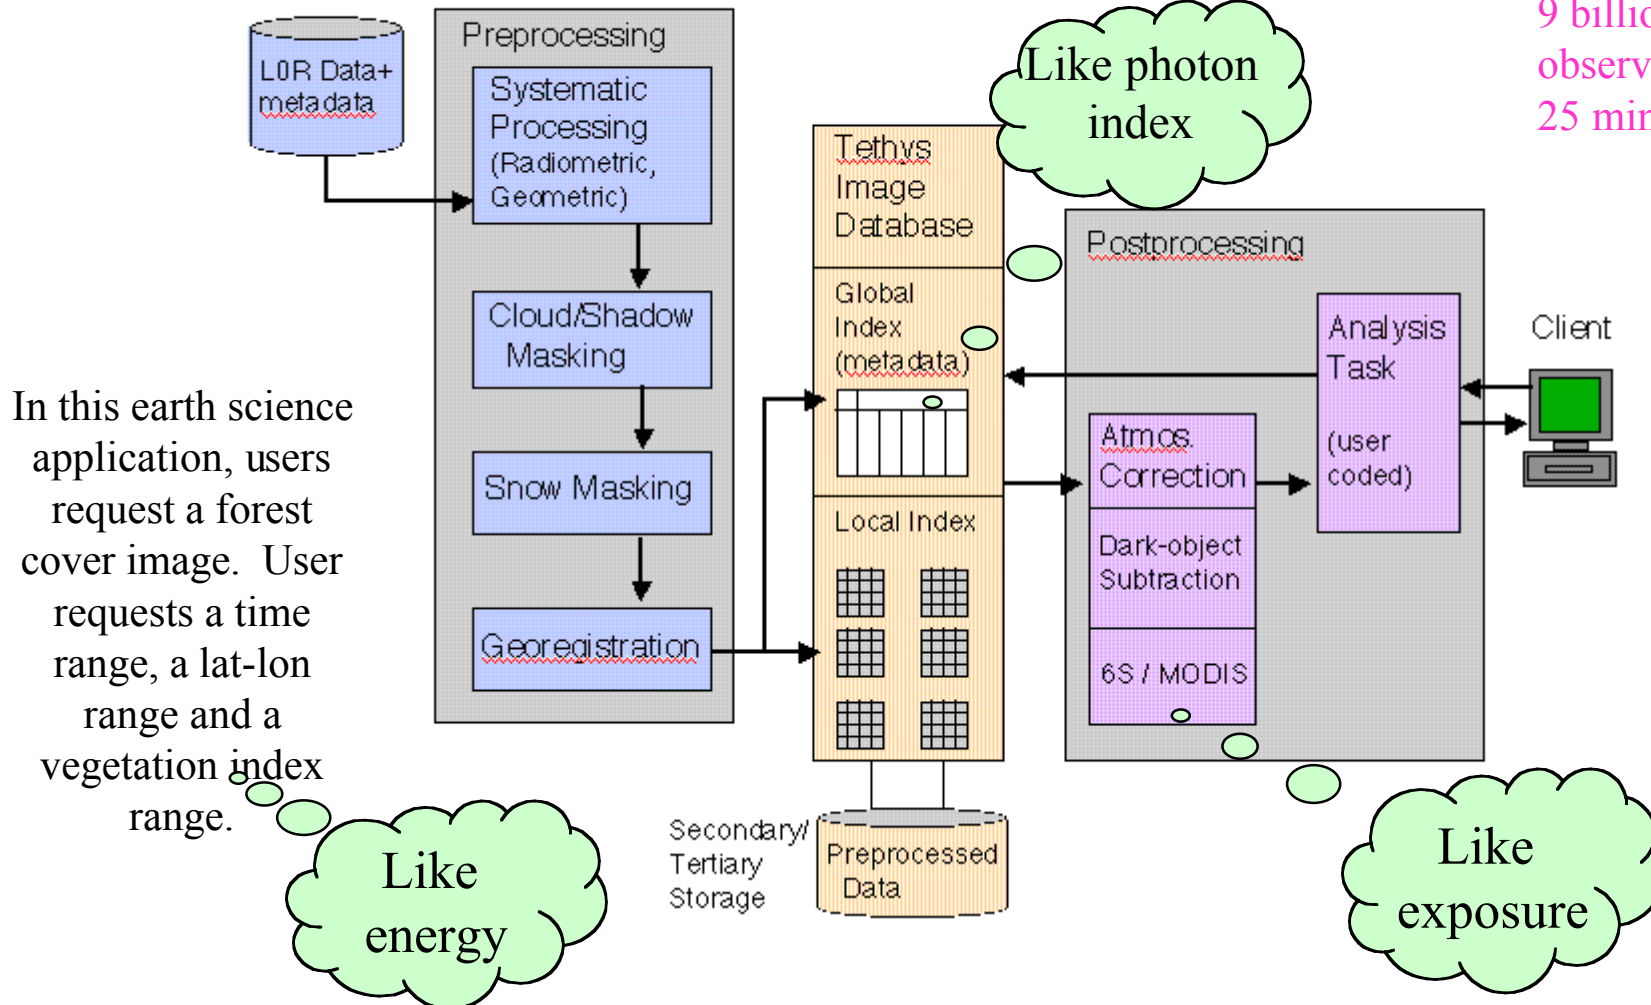 L0R Data+
metadata
Preprocessing
Systematic
Processing
(Radiometric,
Geometric)
Cloud/Shadow
Masking
Snow Masking
Georegistration
Tethys
Image
Database
Global
Index
(metadata)
Local Index
Secondary/
Tertiary
Storage
Preprocessed
Data
Like photon
index
9
observ
25
Postprocessing
Atmos.
Correction
Dark-object
Subtraction
6S / MODIS
Analysis
Task
(user
coded)
Client
In this earth science
application, users
request a forest
cover image. User
requests a time
range, a lat-lon
range and a
vegetation index
range.
Like
energy
Like
exposure